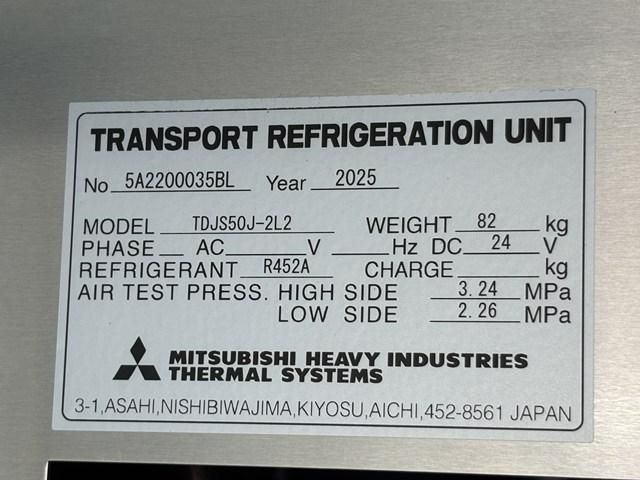 TRANSPORT REFRIGERATION UNIT
No 5A2200035BL Year 2025
MODEL TDJS50J-2L2 WEIGHT 82 kg
PHASE AC V Hz DC 24 V
REFRIGERANT R452A CHARGE kg
AIR TEST PRESS. HIGH SIDE 3.24 MPa
LOW SIDE 2.26 MPa
MITSUBISHI HEAVY INDUSTRIES
THERMAL SYSTEMS
3-1,ASAHI,NISHIBIWAJIMA,KIYOSU,AICHI,452-8561 JAPAN